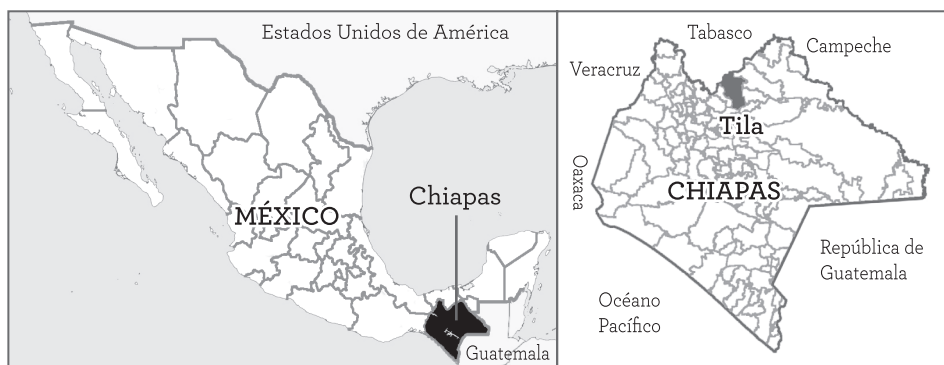 Estados Unidos de América
MÉXICO
Chiapas
Guatemala
Tabasco
Campeche
Veracruz
Tila
Oaxaca
CHIAPAS
República de
Guatemala
Océano
Pacífico